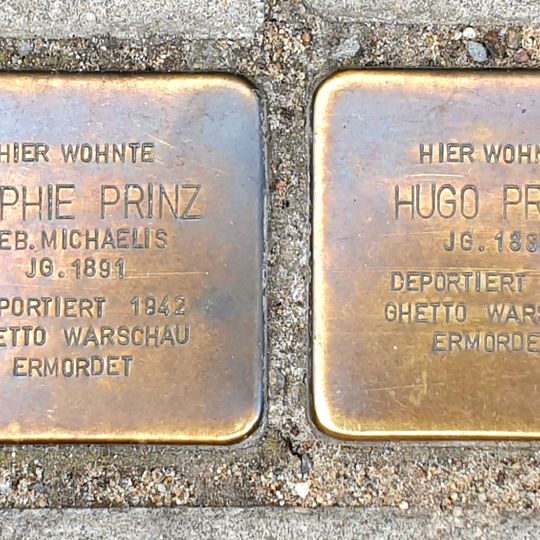 HIER WOHNTE
PHIE PRINZ
EB. MICHAELIS
JG. 1891
PORTIERT 1942
ETTO WARSCHAU
ERMORDET
HIER WOHN
HUGO PR
JG. 188
DEPORTIERT
GHETTO WARS
ERMORDE